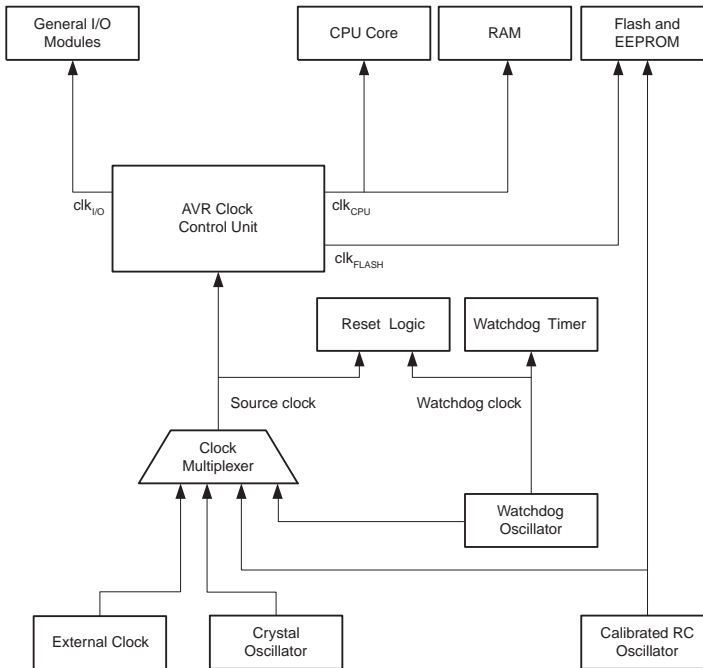 General I/O
Modules
CPU Core
RAM
Flash and
EEPROM
clkI/O
AVR Clock
Control Unit
clkCPU
clkFLASH
Reset Logic
Watchdog Timer
Source clock
Watchdog clock
Clock
Multiplexer
Watchdog
Oscillator
External Clock
Crystal
Oscillator
Calibrated RC
Oscillator